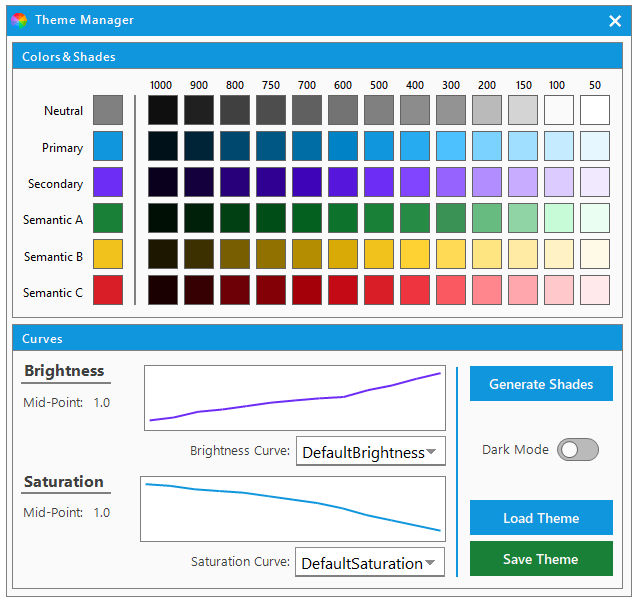 Theme Manager
Colors & Shades
1000 900 800 750 700 600 500 400 300 200 150 100 50
Neutral
Primary
Secondary
Semantic A
Semantic B
Semantic C
Curves
Brightness
Mid-Point: 1.0
Generate Shades
Brightness Curve: DefaultBrightness
Dark Mode
Saturation
Mid-Point: 1.0
Load Theme
Saturation Curve: DefaultSaturation
Save Theme